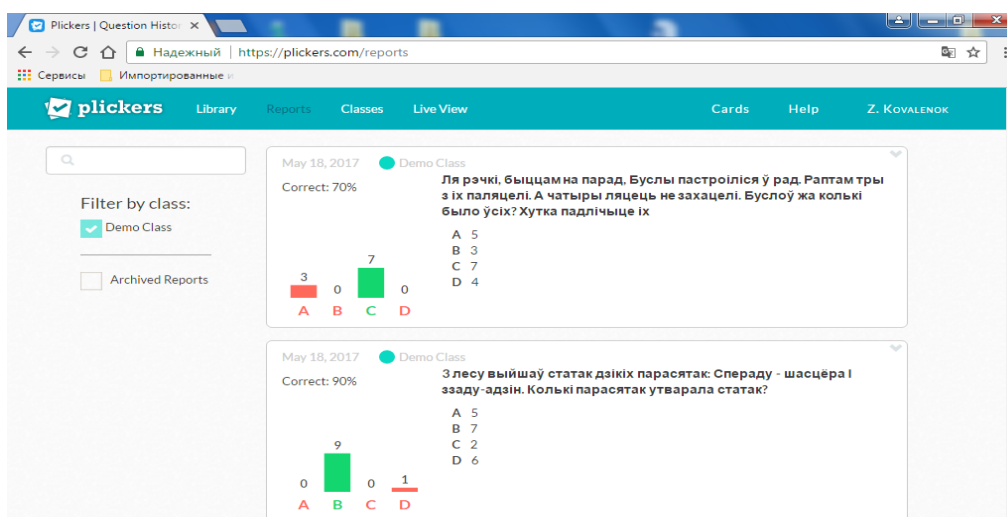 Plickers | Question Histor
Надежный | https://plickers.com/reports
Сервисы Импортированные и
plickers Library Reports Classes Live View Cards Help Z. Kovalenok
Filter by class:
Demo Class
Archived Reports
May 18, 2017 Demo Class
Correct: 70%
Ля рэчкі, быццам на парад, Буслы пастроіліся ў рад. Раптам тры
з іх паляцелі. А чатыры ляцець не захацелі. Буслоў жа колькі
было ўсіх? Хутка падлічыце іх
A 5
B 3
C 7
D 4
3 0 7 0
A B C D
May 18, 2017 Demo Class
Correct: 90%
З лесу выйшаў статак дзікіх парасятак: Спераду - шасцёра І
ззаду-адзін. Колькі парасятак утварала статак?
A 5
B 7
C 2
D 6
0 9 0 1
A B C D